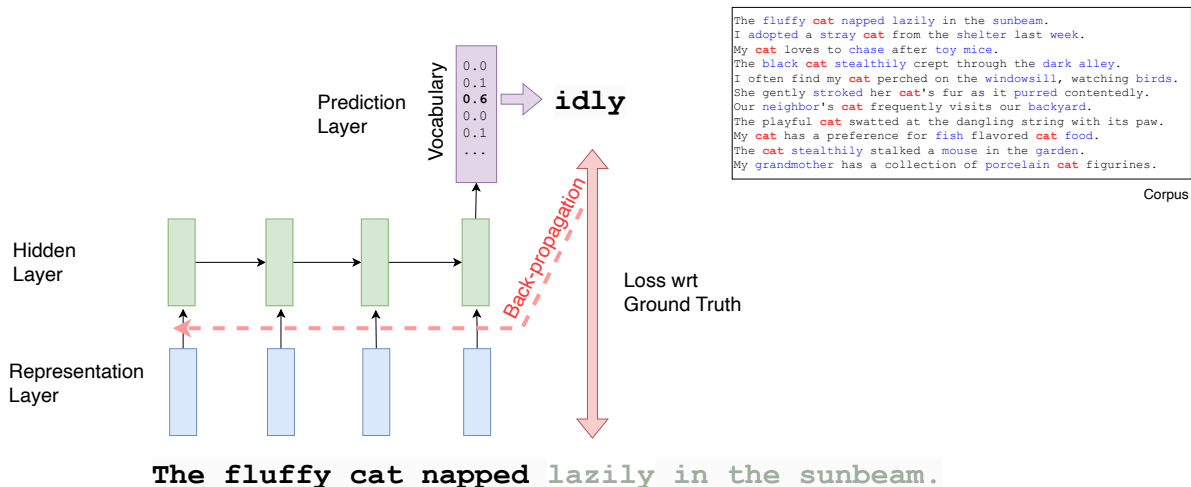 The fluffy cat napped lazily in the sunbeam.
I adopted a stray cat from the shelter last week.
My cat loves to chase after toy mice.
The black cat stealthily crept through the dark alley.
I often find my cat perched on the windowsill, watching birds.
She gently stroked her cat's fur as it purred contentedly.
Our neighbor's cat frequently visits our backyard.
The playful cat swatted at the dangling string with its paw.
My cat has a preference for fish flavored cat food.
The cat stealthily stalked a mouse in the garden.
My grandmother has a collection of porcelain cat figurines.
Corpus
Prediction
Layer
Vocabulary
0.0
0.1
0.6
0.0
0.1
...
idly
Hidden
Layer
Back-propagation
Loss wrt
Ground Truth
Representation
Layer
The fluffy cat napped lazily in the sunbeam.